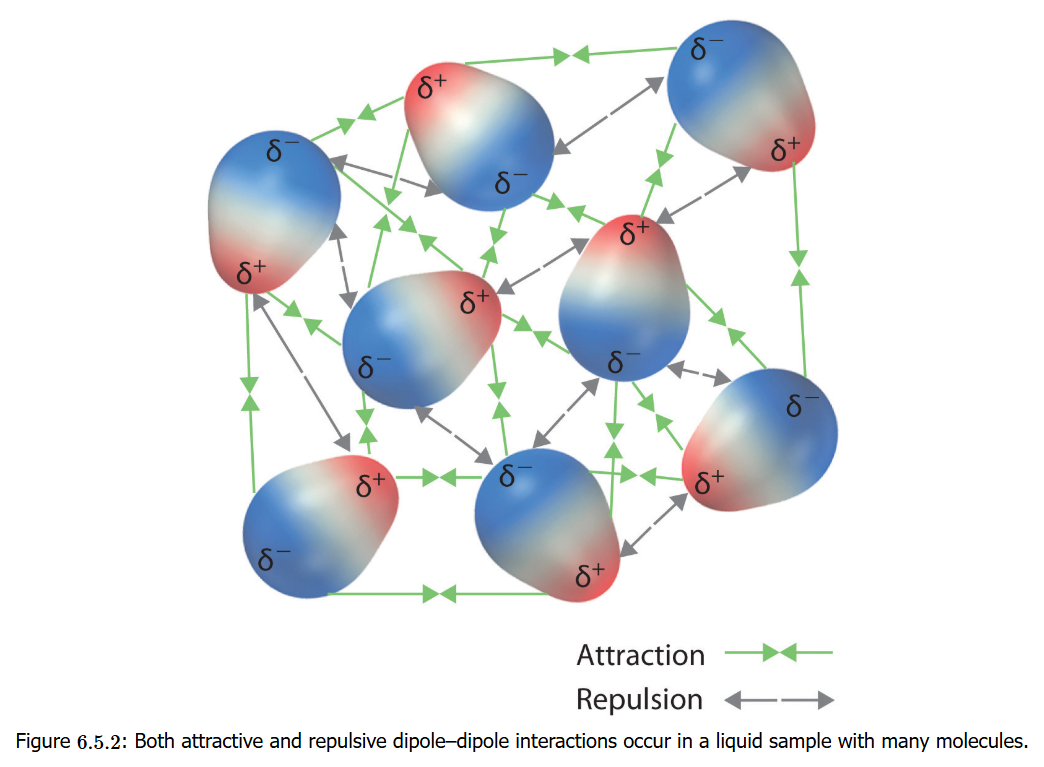 δ⁻
δ⁺
δ⁻
δ⁺
δ⁻
δ⁻
δ⁺
δ⁺
δ⁻
δ⁺
δ⁻
δ⁻
δ⁺
δ⁺
δ⁻
δ⁻
δ⁺
δ⁺
Attraction
Repulsion
Figure 6.5.2: Both attractive and repulsive dipole–dipole interactions occur in a liquid sample with many molecules.